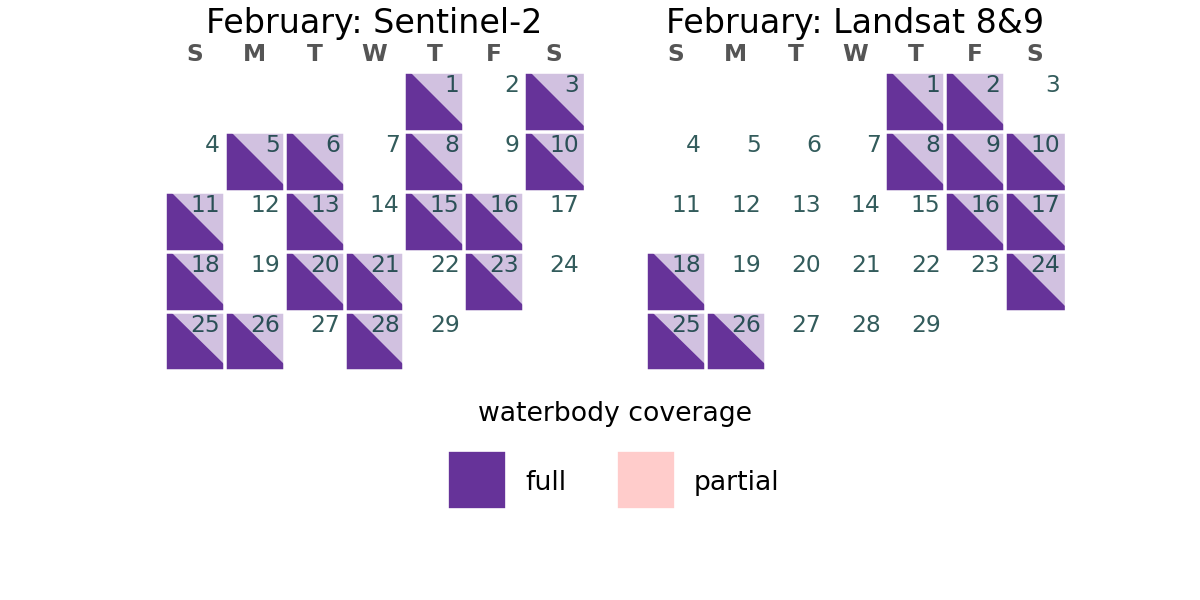 February: Sentinel-2
S M T W T F S
1 2 3
4 5 6 7 8 9 10
11 12 13 14 15 16 17
18 19 20 21 22 23 24
25 26 27 28 29
February: Landsat 8&9
S M T W T F S
1 2 3
4 5 6 7 8 9 10
11 12 13 14 15 16 17
18 19 20 21 22 23 24
25 26 27 28 29
waterbody coverage
full partial